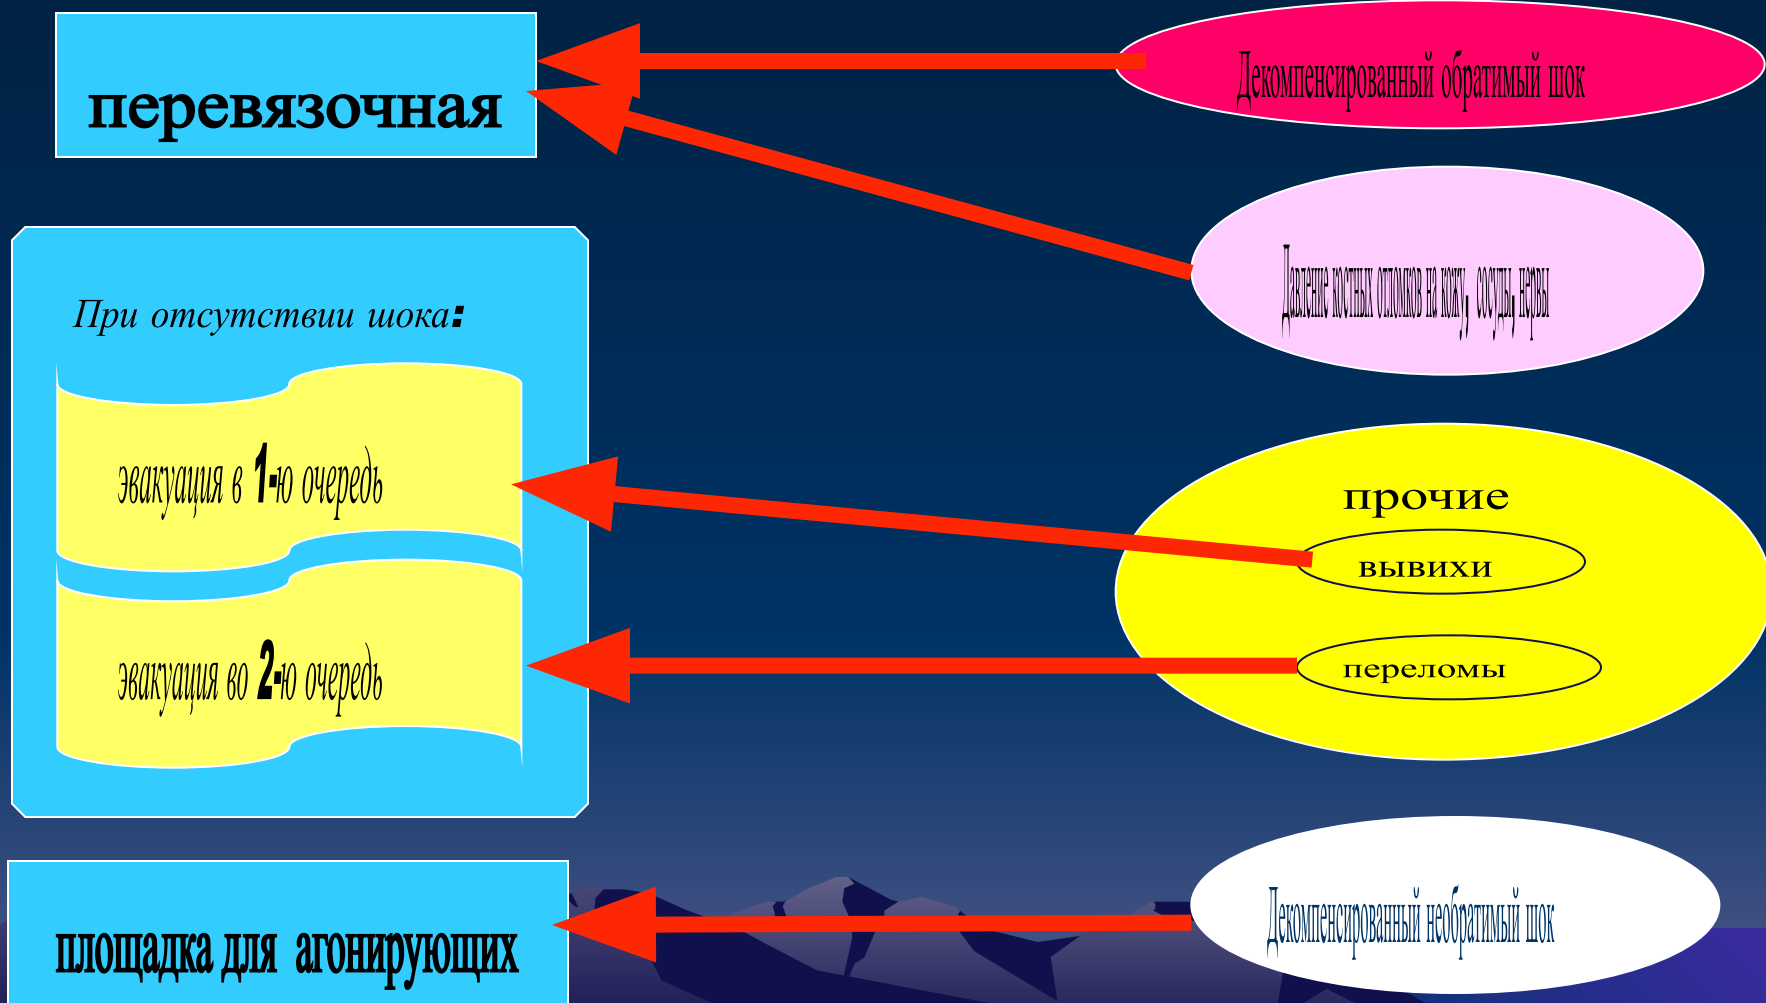 перевязочная
При отсутствии шока:
эвакуация в 1-ю очередь
эвакуация во 2-ю очередь
площадка для агонирующих
Декомпенсированный обратимый шок
Давление костных отломков на кожу, сосуды, нервы
прочие
вывихи
переломы
Декомпенсированный необратимый шок